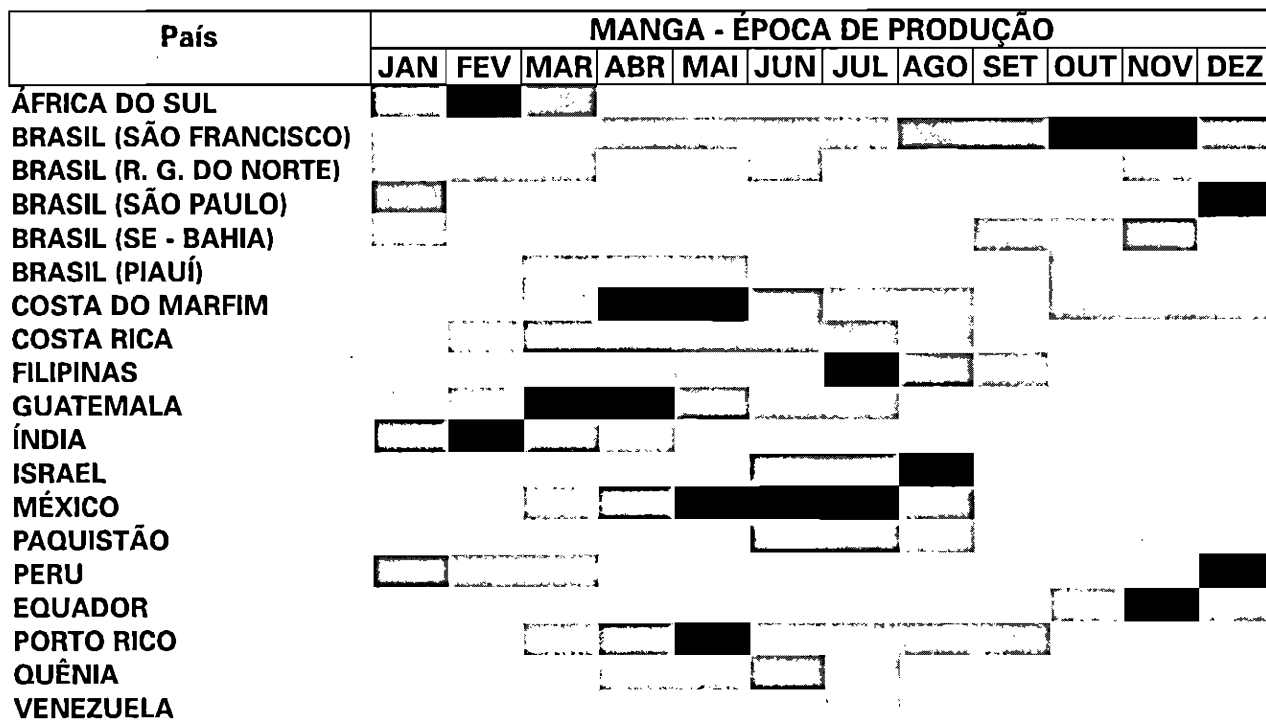 País
MANGA - ÉPOCA DE PRODUÇÃO
JAN FEV MAR ABR MAI JUN JUL AGO SET OUT NOV DEZ
ÁFRICA DO SUL
BRASIL (SÃO FRANCISCO)
BRASIL (R. G. DO NORTE)
BRASIL (SÃO PAULO)
BRASIL (SE - BAHIA)
BRASIL (PIAUÍ)
COSTA DO MARFIM
COSTA RICA
FILIPINAS
GUATEMALA
ÍNDIA
ISRAEL
MÉXICO
PAQUISTÃO
PERU
EQUADOR
PORTO RICO
QUÊNIA
VENEZUELA